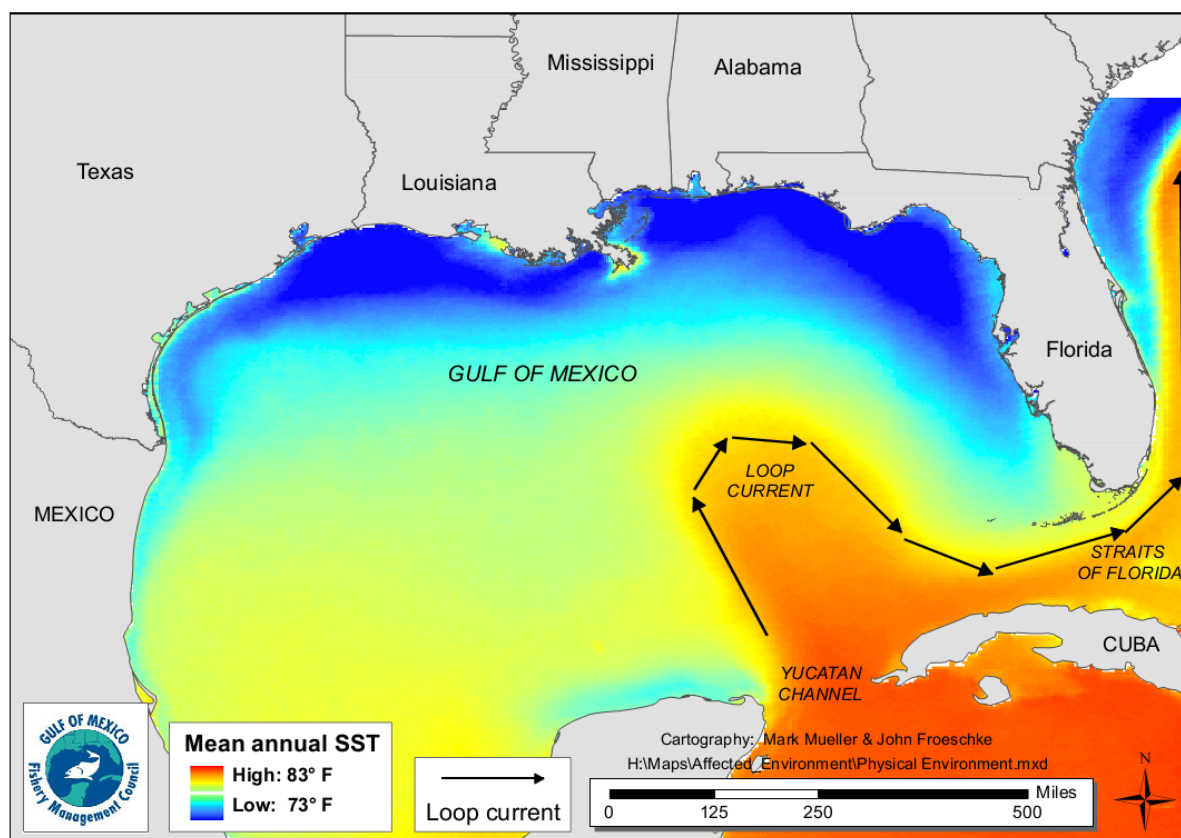 Mississippi
Alabama
Texas
Louisiana
GULF OF MEXICO
Florida
LOOP
CURRENT
MEXICO
STRAITS
OF FLORIDA
CUBA
YUCATAN
CHANNEL
GULF OF MEXICO
Fishery Management Council
Mean annual SST
High: 83° F
Low: 73° F
Loop current
Cartography: Mark Mueller & John Froeschke
H:\Maps\Affected_Environment\Physical Environment.mxd
Miles
0 125 250 500
N